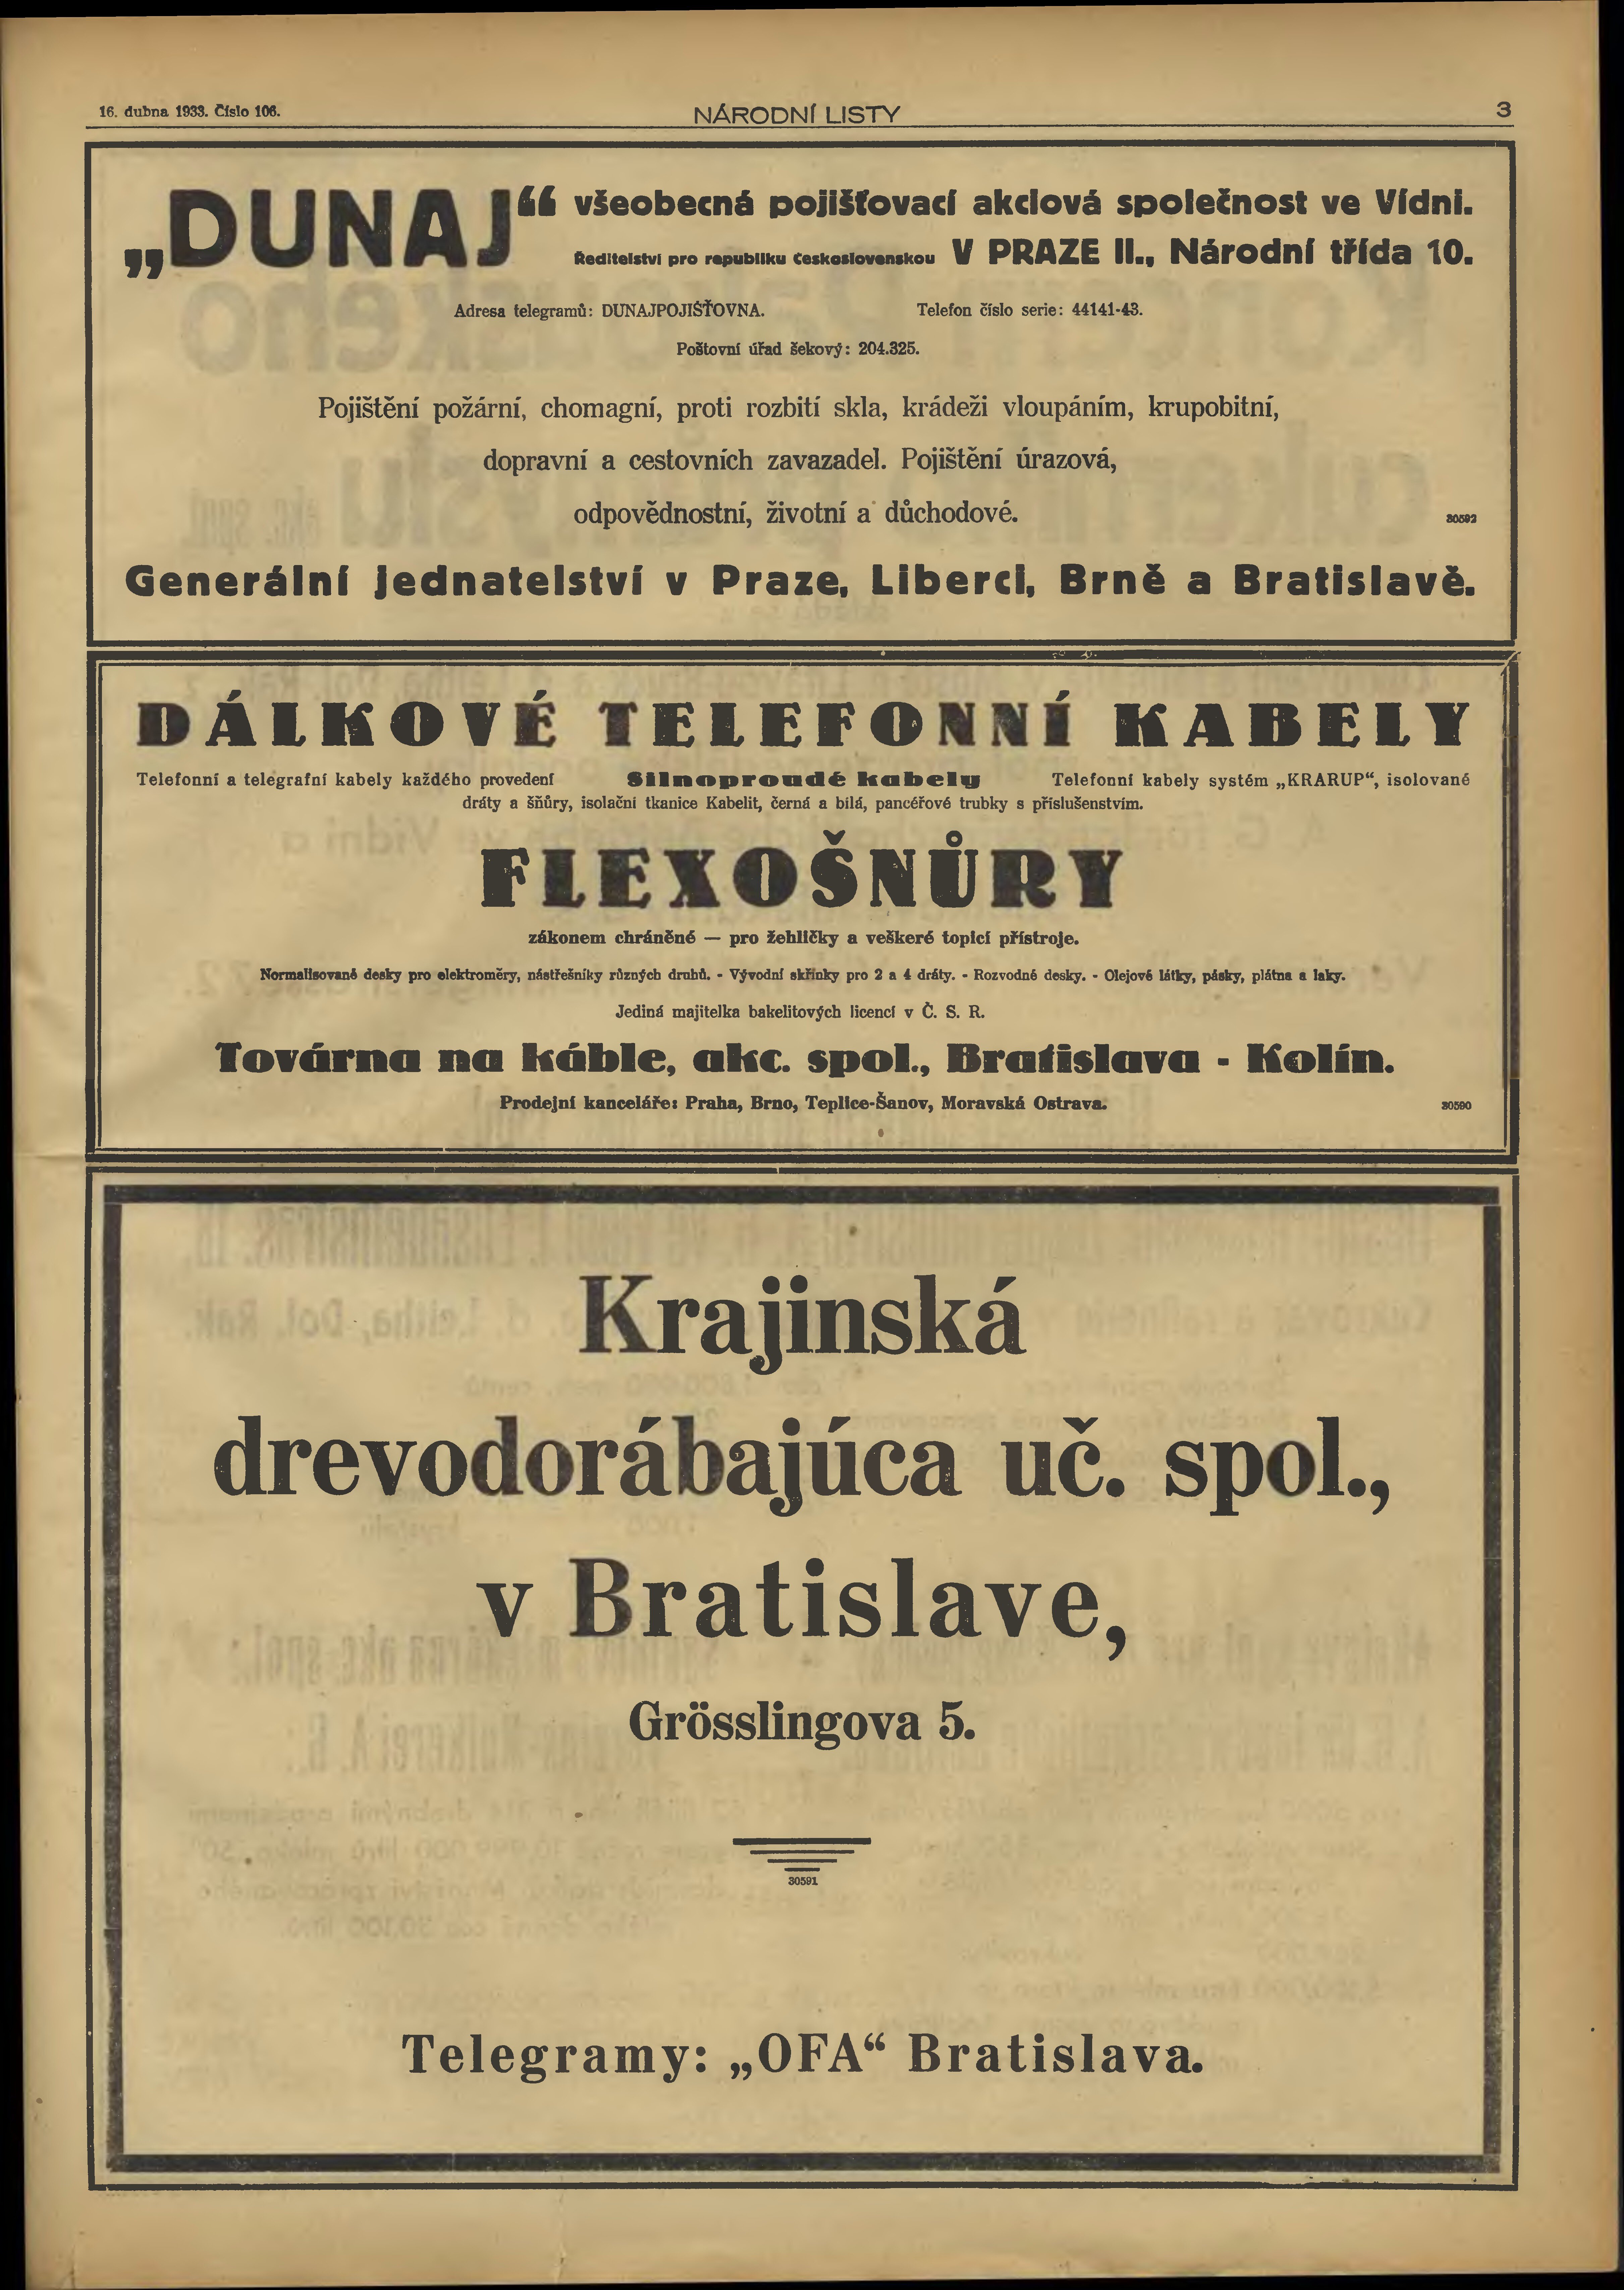 16. dubna 1933. Číslo 106.
NÁRODNÍ LISTY
3
„DUNAJ“ všeobecná pojišťovací akciová společnost ve Vídni.
Ředitelství pro republiku Československou V PRAZE II., Národní třída 10.
Adresa telegramů: DUNAJPOJIŠŤOVNA. Telefon číslo serie: 44141-43.
Poštovní úřad šekový: 204.325.
Pojištění požární, chomagní, proti rozbití skla, krádeži vloupáním, krupobitní,
dopravní a cestovních zavazadel. Pojištění úrazová,
odpovědnostní, životní a důchodové.
30592
Generální jednatelství v Praze, Liberci, Brně a Bratislavě.
DÁLKOVÉ TELEFONNÍ KABELY
Telefonní a telegrafní kabely každého provedení Silnoproudé kabely Telefonní kabely systém „KRARUP“, isolované
dráty a šňůry, isolační tkanice Kabelit, černá a bílá, pancéřové trubky s příslušenstvím.
FLEXOŠŇŮRY
zákonem chráněné — pro žehličky a veškeré topicí přístroje.
Normalisované desky pro elektroměry, nástřešníky různých druhů. - Vývodní skřínky pro 2 a 4 dráty. - Rozvodné desky. - Olejové látky, pásky, plátna a laky.
Jediná majitelka bakelitových licencí v Č. S. R.
Továrna na káble, akc. spol., Bratislava - Kolín.
Prodejní kanceláře: Praha, Brno, Teplice-Šanov, Moravská Ostrava.
30590
Krajinská
drevodorábajúca uč. spol.,
v Bratislave,
Grösslingova 5.
30591
Telegramy: „OFA“ Bratislava.